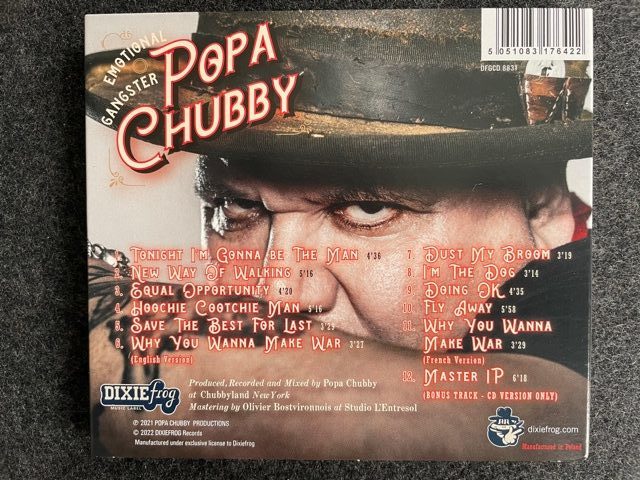 EMOTIONAL
GANGSTER
POPA
CHUBBY
5 051083 176422
DFGCD 8831
1. TONIGHT I'M GONNA BE THE MAN 4'36
2. NEW WAY OF WALKING 5'16
3. EQUAL OPPORTUNITY 4'20
4. HOOCHIE COOTCHIE MAN 5'16
5. SAVE THE BEST FOR LAST 3'29
6. WHY YOU WANNA MAKE WAR 3'27
(English Version)
7. DUST MY BROOM 3'19
8. I'M THE DOG 3'14
9. DOING OK 4'35
10. FLY AWAY 5'58
11. WHY YOU WANNA
MAKE WAR 3'29
(French Version)
12. MASTER IP 6'18
(BONUS TRACK - CD VERSION ONLY)
DIXIEfrog
MUSIC LABEL
Produced, Recorded and Mixed by Popa Chubby
at Chubbyland New York
Mastering by Olivier Bostvironnois at Studio L'Entresol
℗ 2021 POPA CHUBBY PRODUCTIONS
© 2022 DIXIEFROG Records
Manufactured under exclusive license to Dixiefrog
dixiefrog.com
Manufactured in Poland